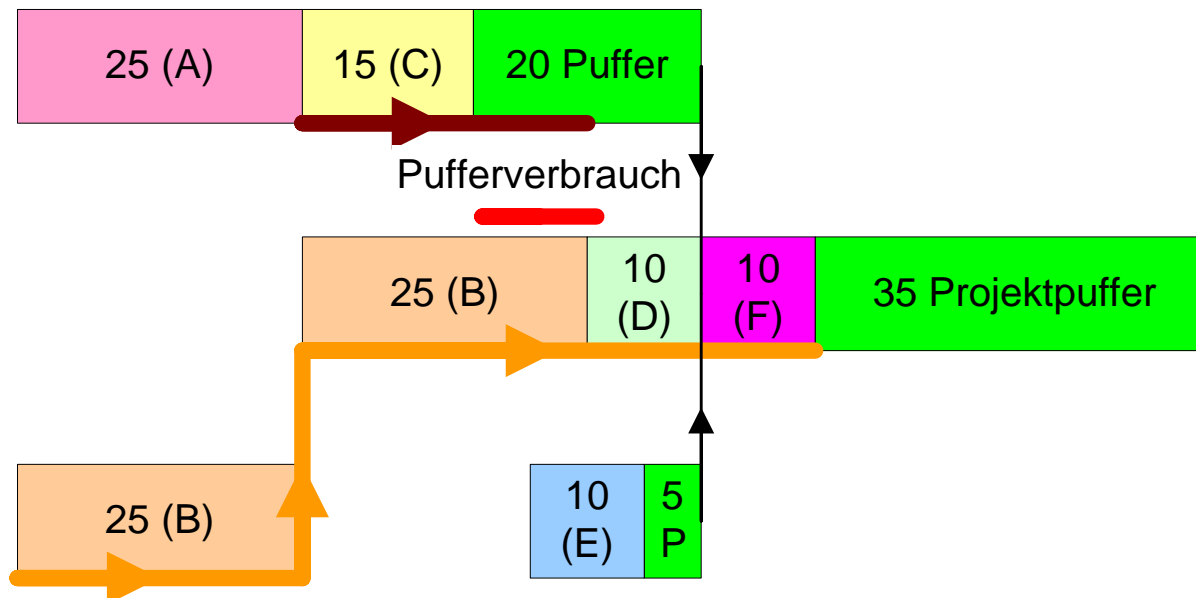 25 (A)
15 (C)
20 Puffer
Pufferverbrauch
25 (B)
10
(D)
10
(F)
35 Projektpuffer
25 (B)
10
(E)
5
P